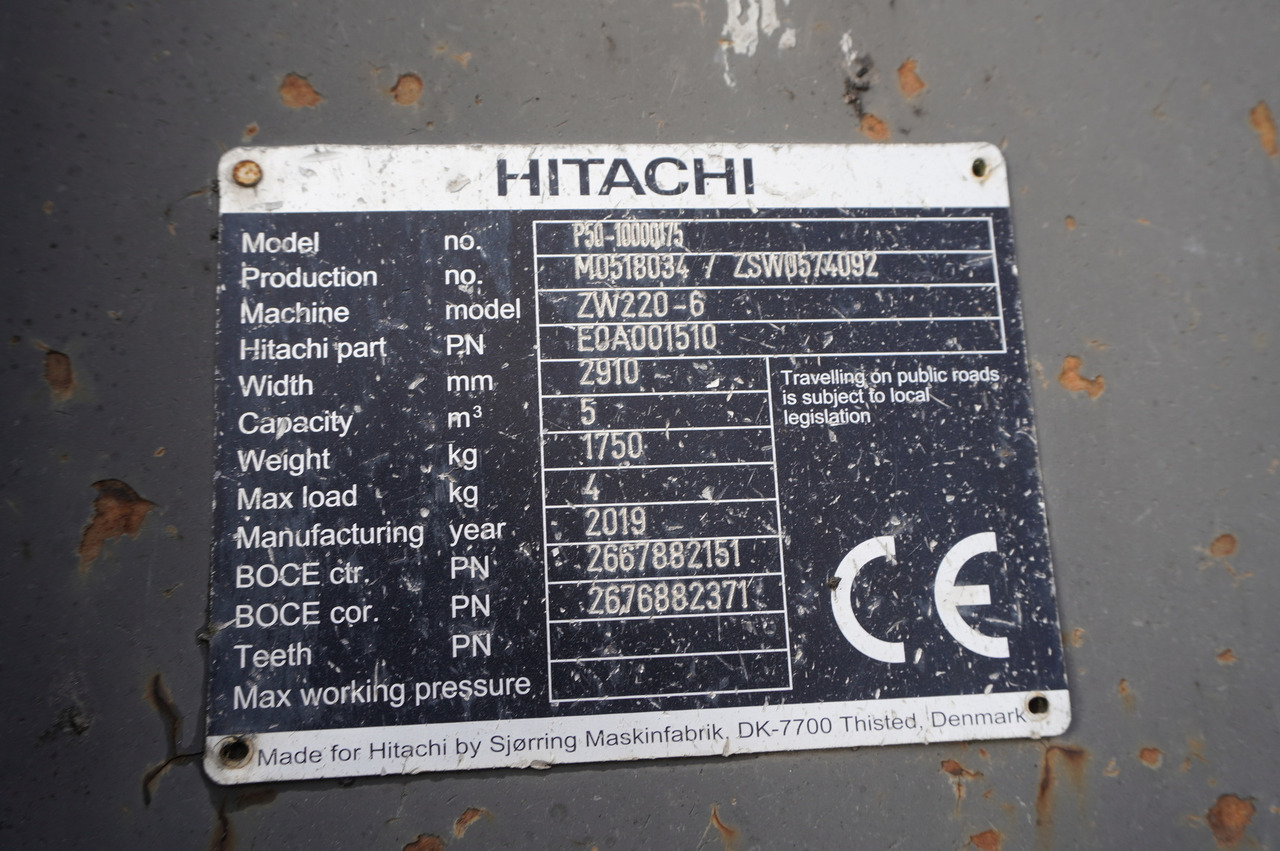 HITACHI
Model no. P50-10000175
Production no. M0518034 / ZSW0574092
Machine model ZW220-6
Hitachi part PN E0A001510
Width mm 2910
Capacity m³ 5
Weight kg 1750
Max load kg 4
Manufacturing year 2019
BOCE ctr. PN 2667882151
BOCE cor. PN 2676882371
Teeth PN
Max working pressure
Travelling on public roads
is subject to local
legislation
CE
Made for Hitachi by Sjørring Maskinfabrik, DK-7700 Thisted, Denmark